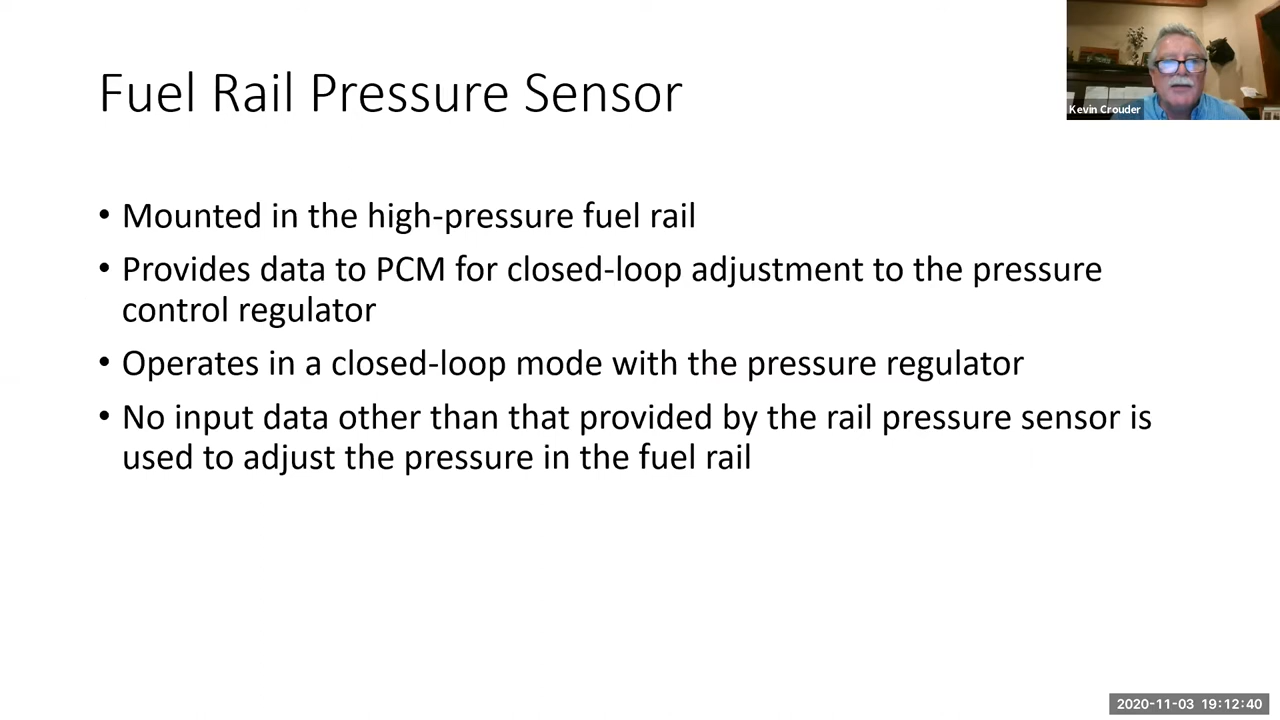 Fuel Rail Pressure Sensor
Kevin Crouder
• Mounted in the high-pressure fuel rail
• Provides data to PCM for closed-loop adjustment to the pressure
control regulator
• Operates in a closed-loop mode with the pressure regulator
• No input data other than that provided by the rail pressure sensor is
used to adjust the pressure in the fuel rail
2020-11-03 19:12:40